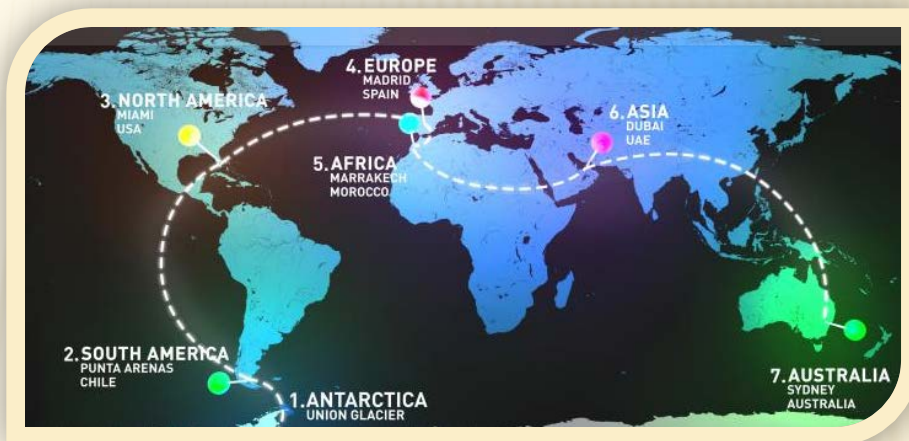 1.ANTARCTICA
UNION GLACIER
2.SOUTH AMERICA
PUNTA ARENAS
CHILE
3.NORTH AMERICA
MIAMI
USA
4.EUROPE
MADRID
SPAIN
5.AFRICA
MARRAKECH
MOROCCO
6.ASIA
DUBAI
UAE
7.AUSTRALIA
SYDNEY
AUSTRALIA